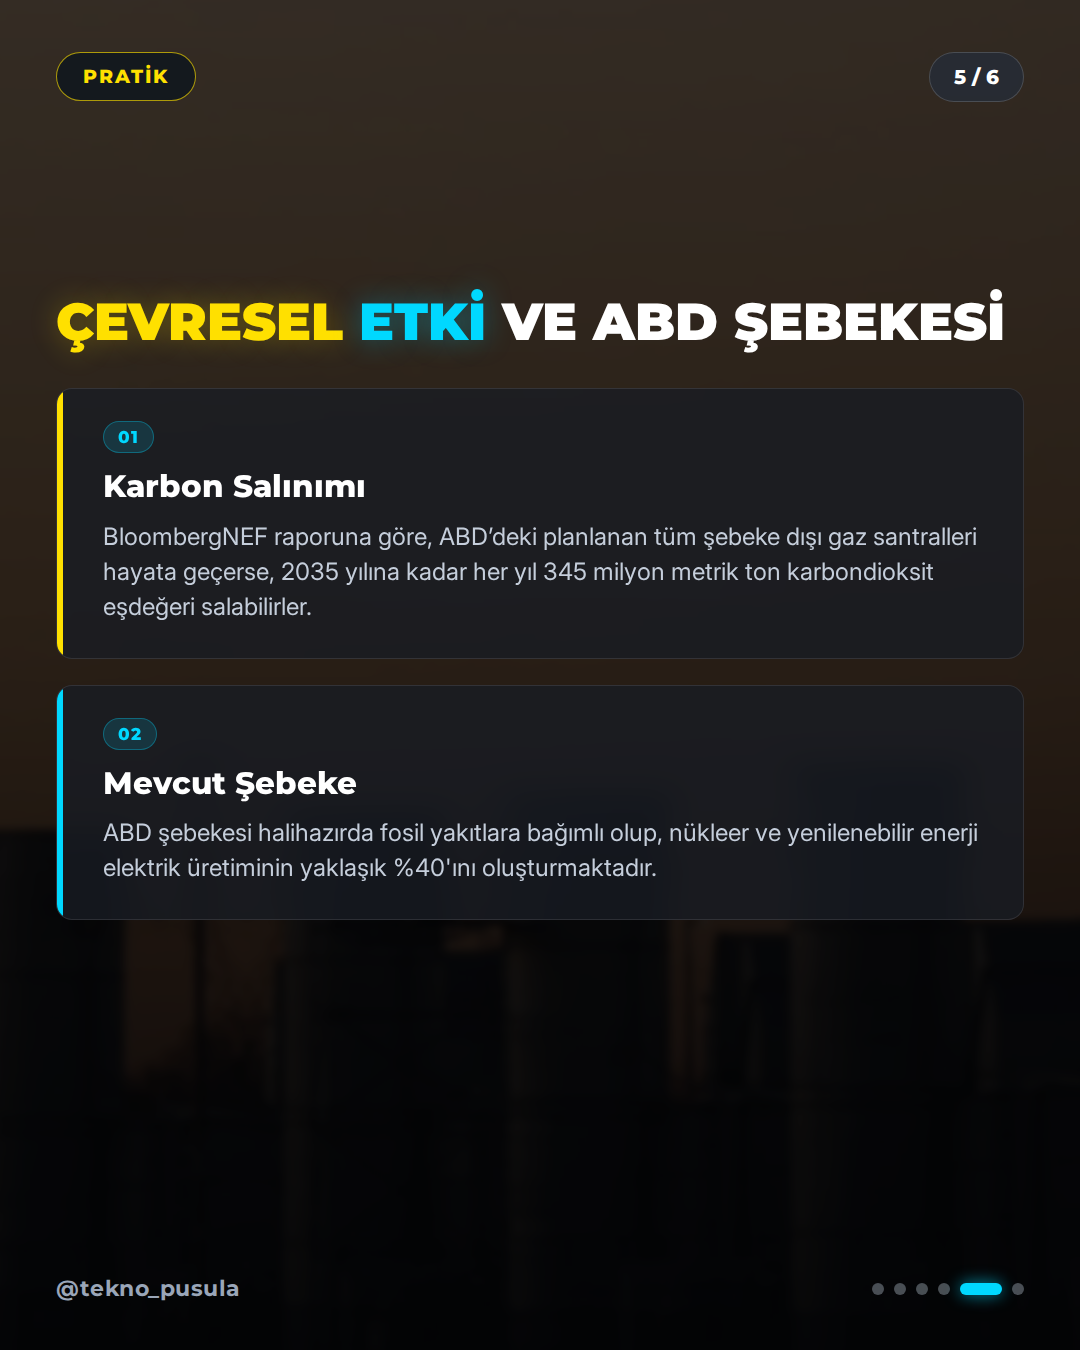 PRATİK
5 / 6
ÇEVRESEL ETKİ VE ABD ŞEBEKESİ
01
Karbon Salınımı
BloombergNEF raporuna göre, ABD’deki planlanan tüm şebeke dışı gaz santralleri
hayata geçerse, 2035 yılına kadar her yıl 345 milyon metrik ton karbondioksit
eşdeğeri salabilirler.
02
Mevcut Şebeke
ABD şebekesi halihazırda fosil yakıtlara bağımlı olup, nükleer ve yenilenebilir enerji
elektrik üretiminin yaklaşık %40'ını oluşturmaktadır.
@tekno_pusula